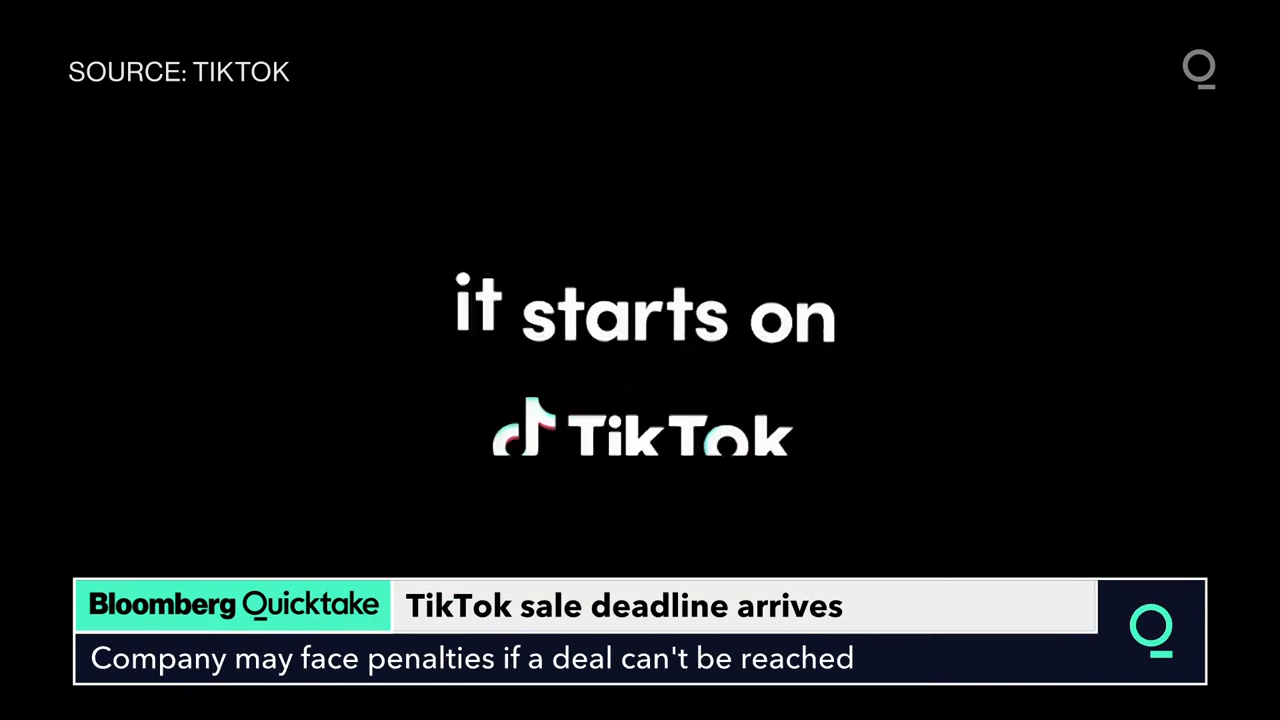 SOURCE: TIKTOK
it starts on
TikTok
Bloomberg Quicktake
TikTok sale deadline arrives
Company may face penalties if a deal can't be reached